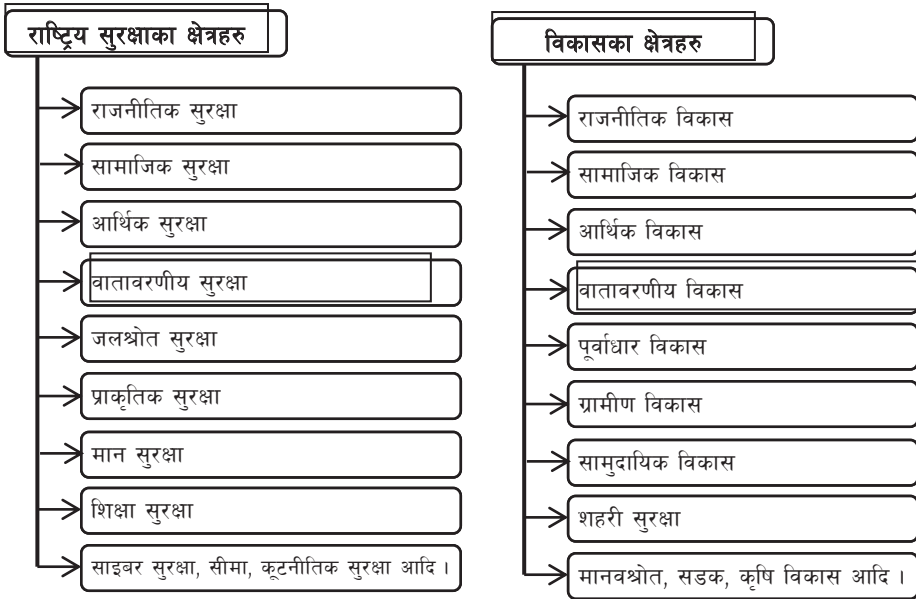 राष्ट्रिय सुरक्षाका क्षेत्रहरु
राजनीतिक सुरक्षा
सामाजिक सुरक्षा
आर्थिक सुरक्षा
वातावरणीय सुरक्षा
जलश्रोत सुरक्षा
प्राकृतिक सुरक्षा
मान सुरक्षा
शिक्षा सुरक्षा
साइबर सुरक्षा, सीमा, कूटनीतिक सुरक्षा आदि ।
विकासका क्षेत्रहरु
राजनीतिक विकास
सामाजिक विकास
आर्थिक विकास
वातावरणीय विकास
पूर्वाधार विकास
ग्रामीण विकास
सामुदायिक विकास
शहरी सुरक्षा
मानवश्रोत, सडक, कृषि विकास आदि ।